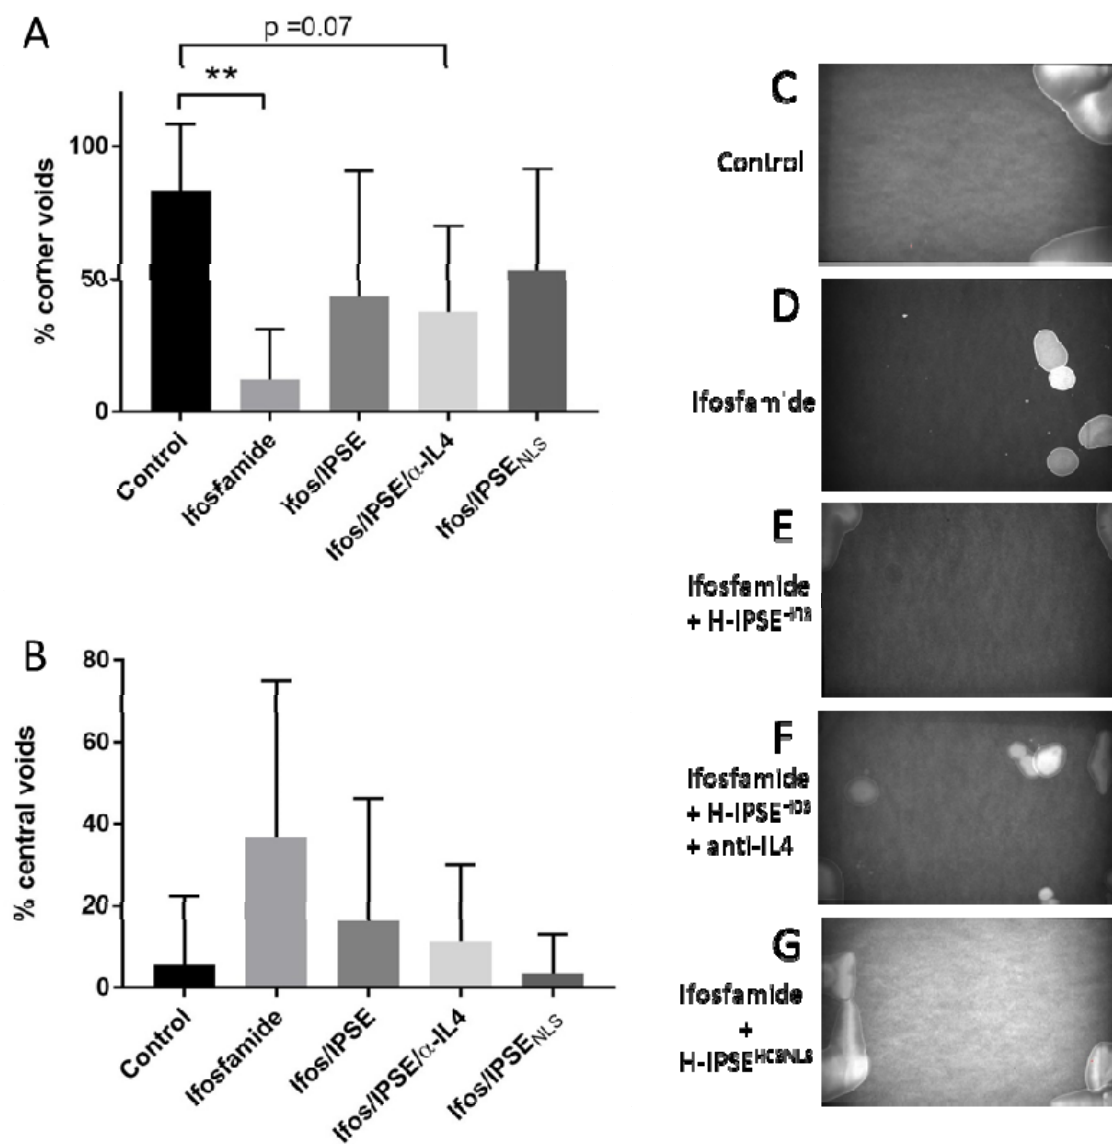 A
p =0.07
**
% corner voids
100
50
0
Control
Ifosfamide
Ifos/IPSE
Ifos/IPSE/α-IL4
Ifos/IPSENLS
B
% central voids
80
60
40
20
0
Control
Ifosfamide
Ifos/IPSE
Ifos/IPSE/α-IL4
Ifos/IPSENLS
C
Control
D
Ifosfamide
E
Ifosfamide
+ H-IPSE
F
Ifosfamide
+ H-IPSE
+ anti-IL4
G
Ifosfamide
+
H-IPSE